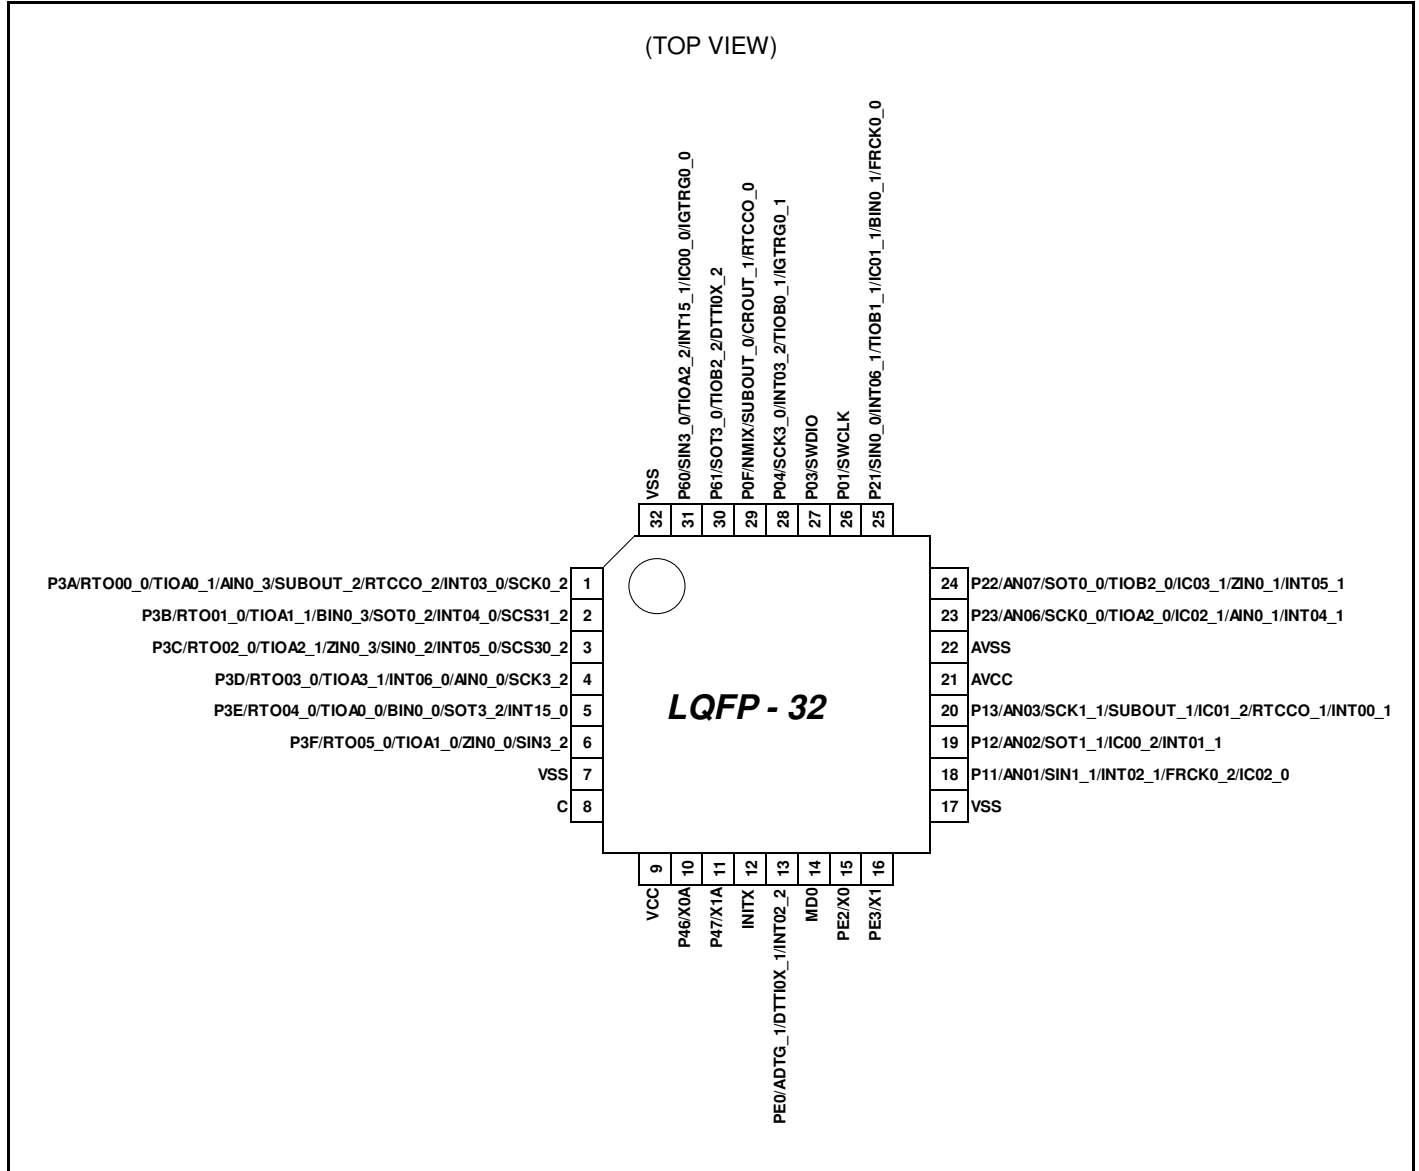 (TOP VIEW)
32 VSS
31 P60/SIN3_0/TIOA2_2/INT15_1/IC00_0/IGTRG0_0
30 P61/SOT3_0/TIOB2_2/DTTI0X_2
29 P0F/NMIX/SUBOUT_0/CROUT_1/RTCCO_0
28 P04/SCK3_0/INT03_2/TIOB0_1/IGTRG0_1
27 P03/SWDIO
26 P01/SWCLK
25 P21/SIN0_0/INT06_1/TIOB1_1/IC01_1/BIN0_1/FRCK0_0
P3A/RTO00_0/TIOA0_1/AIN0_3/SUBOUT_2/RTCCO_2/INT03_0/SCK0_2 1
P3B/RTO01_0/TIOA1_1/BIN0_3/SOT0_2/INT04_0/SCS31_2 2
P3C/RTO02_0/TIOA2_1/ZIN0_3/SIN0_2/INT05_0/SCS30_2 3
P3D/RTO03_0/TIOA3_1/INT06_0/AIN0_0/SCK3_2 4
P3E/RTO04_0/TIOA0_0/BIN0_0/SOT3_2/INT15_0 5
P3F/RTO05_0/TIOA1_0/ZIN0_0/SIN3_2 6
VSS 7
C 8
LQFP - 32
24 P22/AN07/SOT0_0/TIOB2_0/IC03_1/ZIN0_1/INT05_1
23 P23/AN06/SCK0_0/TIOA2_0/IC02_1/AIN0_1/INT04_1
22 AVSS
21 AVCC
20 P13/AN03/SCK1_1/SUBOUT_1/IC01_2/RTCCO_1/INT00_1
19 P12/AN02/SOT1_1/IC00_2/INT01_1
18 P11/AN01/SIN1_1/INT02_1/FRCK0_2/IC02_0
17 VSS
9 VCC
10 P46/X0A
11 P47/X1A
12 INITX
13 PE0/ADTG_1/DTTI0X_1/INT02_2
14 MD0
15 PE2/X0
16 PE3/X1